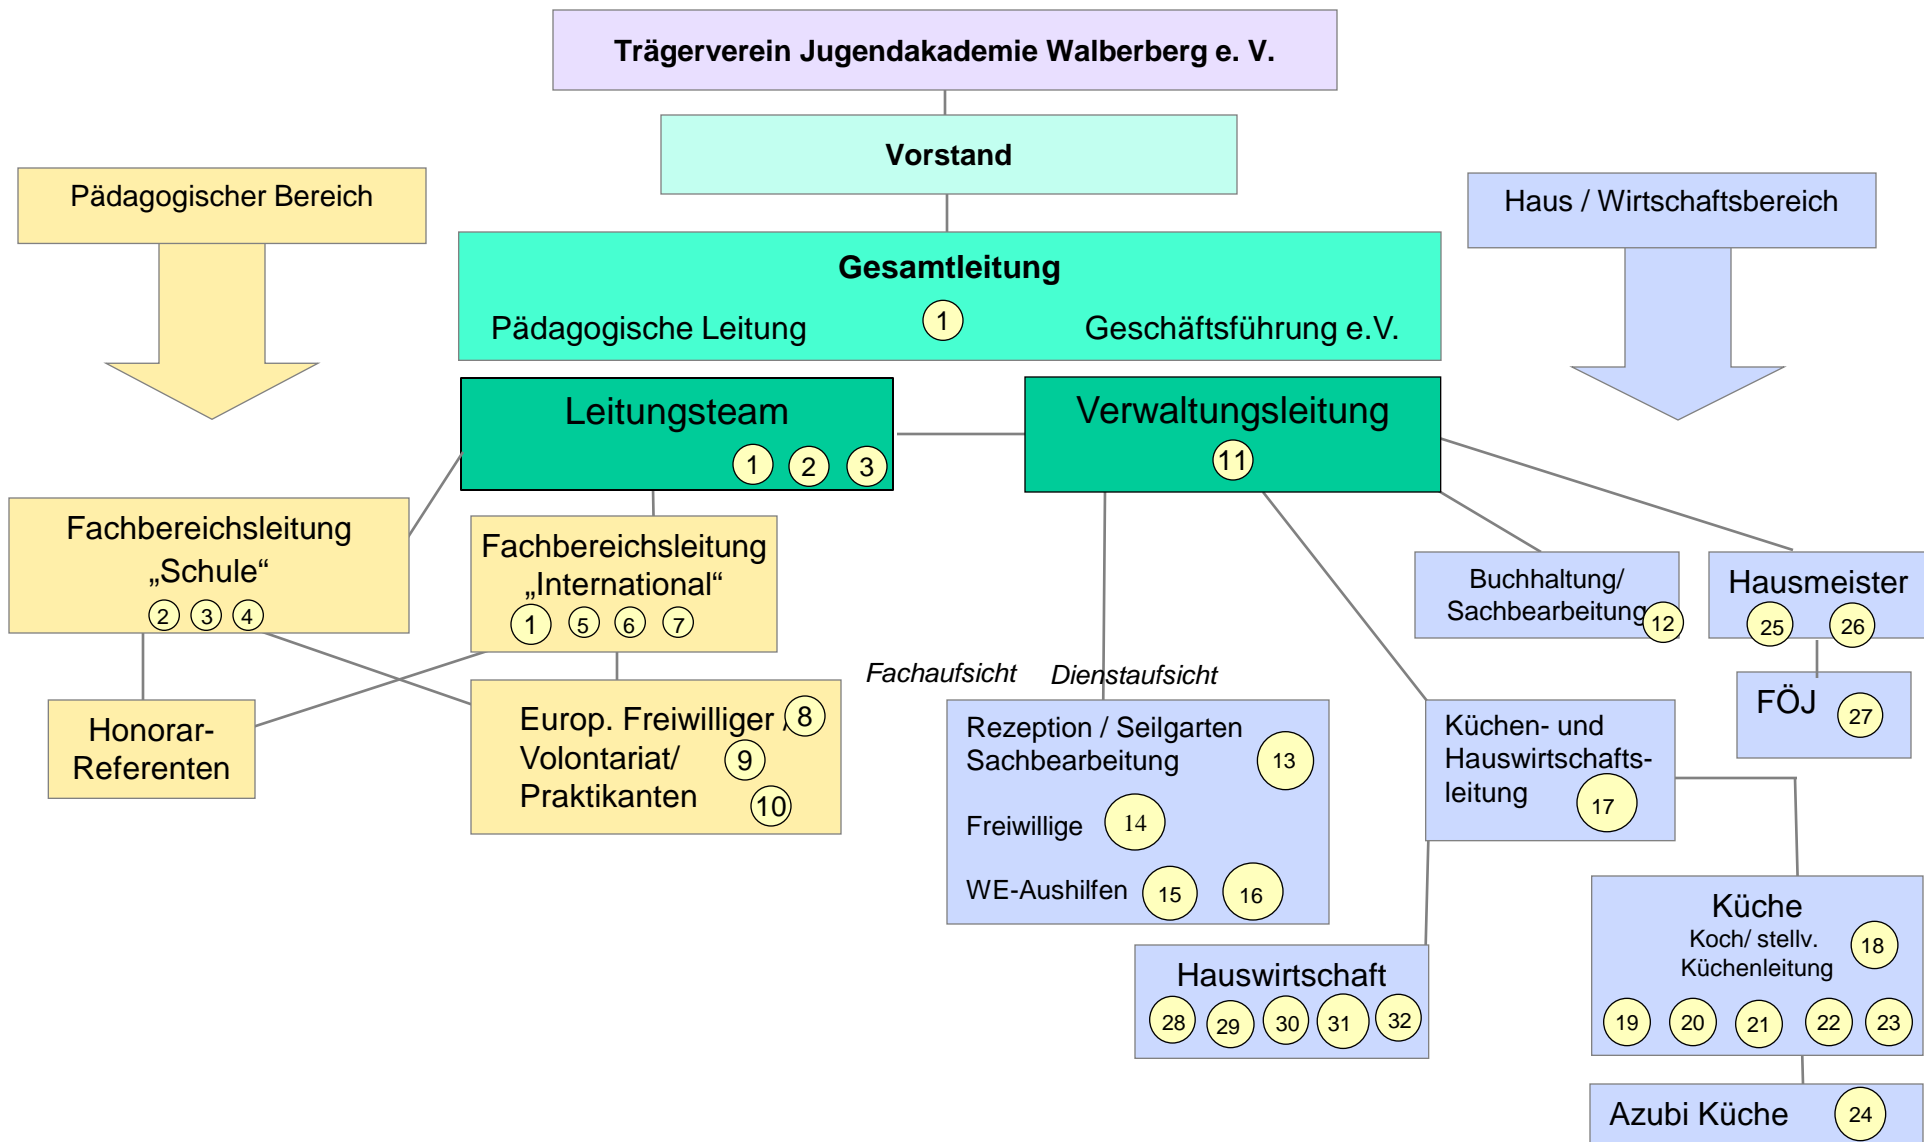 Trägerverein Jugendakademie Walberberg e. V.
Vorstand
Pädagogischer Bereich
Haus / Wirtschaftsbereich
Gesamtleitung
Pädagogische Leitung 1 Geschäftsführung e.V.
Leitungsteam
1 2 3
Verwaltungsleitung
11
Fachbereichsleitung
„Schule“
2 3 4
Fachbereichsleitung
„International“
1 5 6 7
Buchhaltung/
Sachbearbeitung 12
Hausmeister
25 26
FÖJ 27
Fachaufsicht Dienstaufsicht
Honorar-
Referenten
Europ. Freiwilliger / 8
Volontariat/ 9
Praktikanten 10
Rezeption / Seilgarten
Sachbearbeitung 13
Freiwillige 14
WE-Aushilfen 15 16
Küchen- und
Hauswirtschafts-
leitung 17
Küche
Koch/ stellv. 18
Küchenleitung
19 20 21 22 23
Hauswirtschaft
28 29 30 31 32
Azubi Küche 24